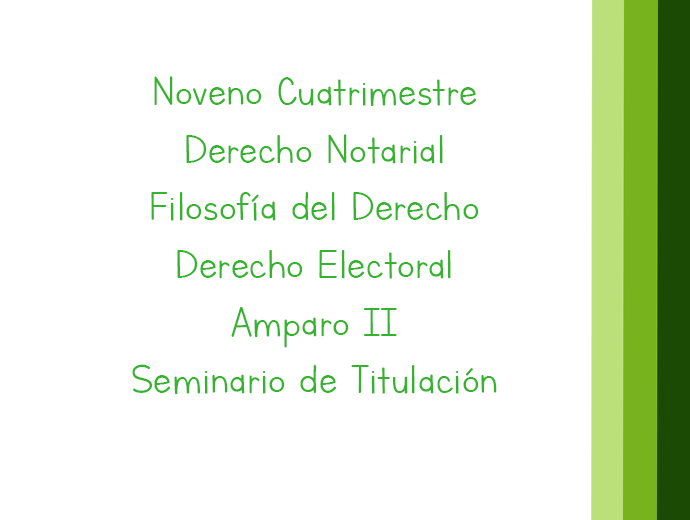 Noveno Cuatrimestre
Derecho Notarial
Filosofía del Derecho
Derecho Electoral
Amparo II
Seminario de Titulación